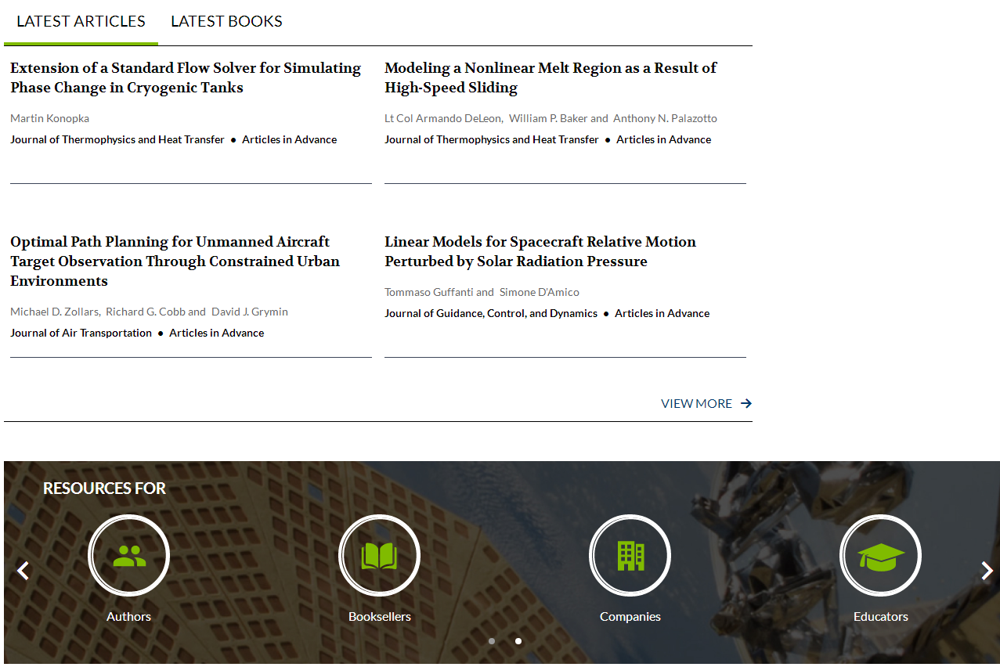 LATEST ARTICLES LATEST BOOKS
Extension of a Standard Flow Solver for Simulating
Phase Change in Cryogenic Tanks
Martin Konopka
Journal of Thermophysics and Heat Transfer ● Articles in Advance
Modeling a Nonlinear Melt Region as a Result of
High-Speed Sliding
Lt Col Armando DeLeon, William P. Baker and Anthony N. Palazotto
Journal of Thermophysics and Heat Transfer ● Articles in Advance
Optimal Path Planning for Unmanned Aircraft
Target Observation Through Constrained Urban
Environments
Michael D. Zollars, Richard G. Cobb and David J. Grymin
Journal of Air Transportation ● Articles in Advance
Linear Models for Spacecraft Relative Motion
Perturbed by Solar Radiation Pressure
Tommaso Guffanti and Simone D'Amico
Journal of Guidance, Control, and Dynamics ● Articles in Advance
VIEW MORE
RESOURCES FOR
Authors
Booksellers
Companies
Educators